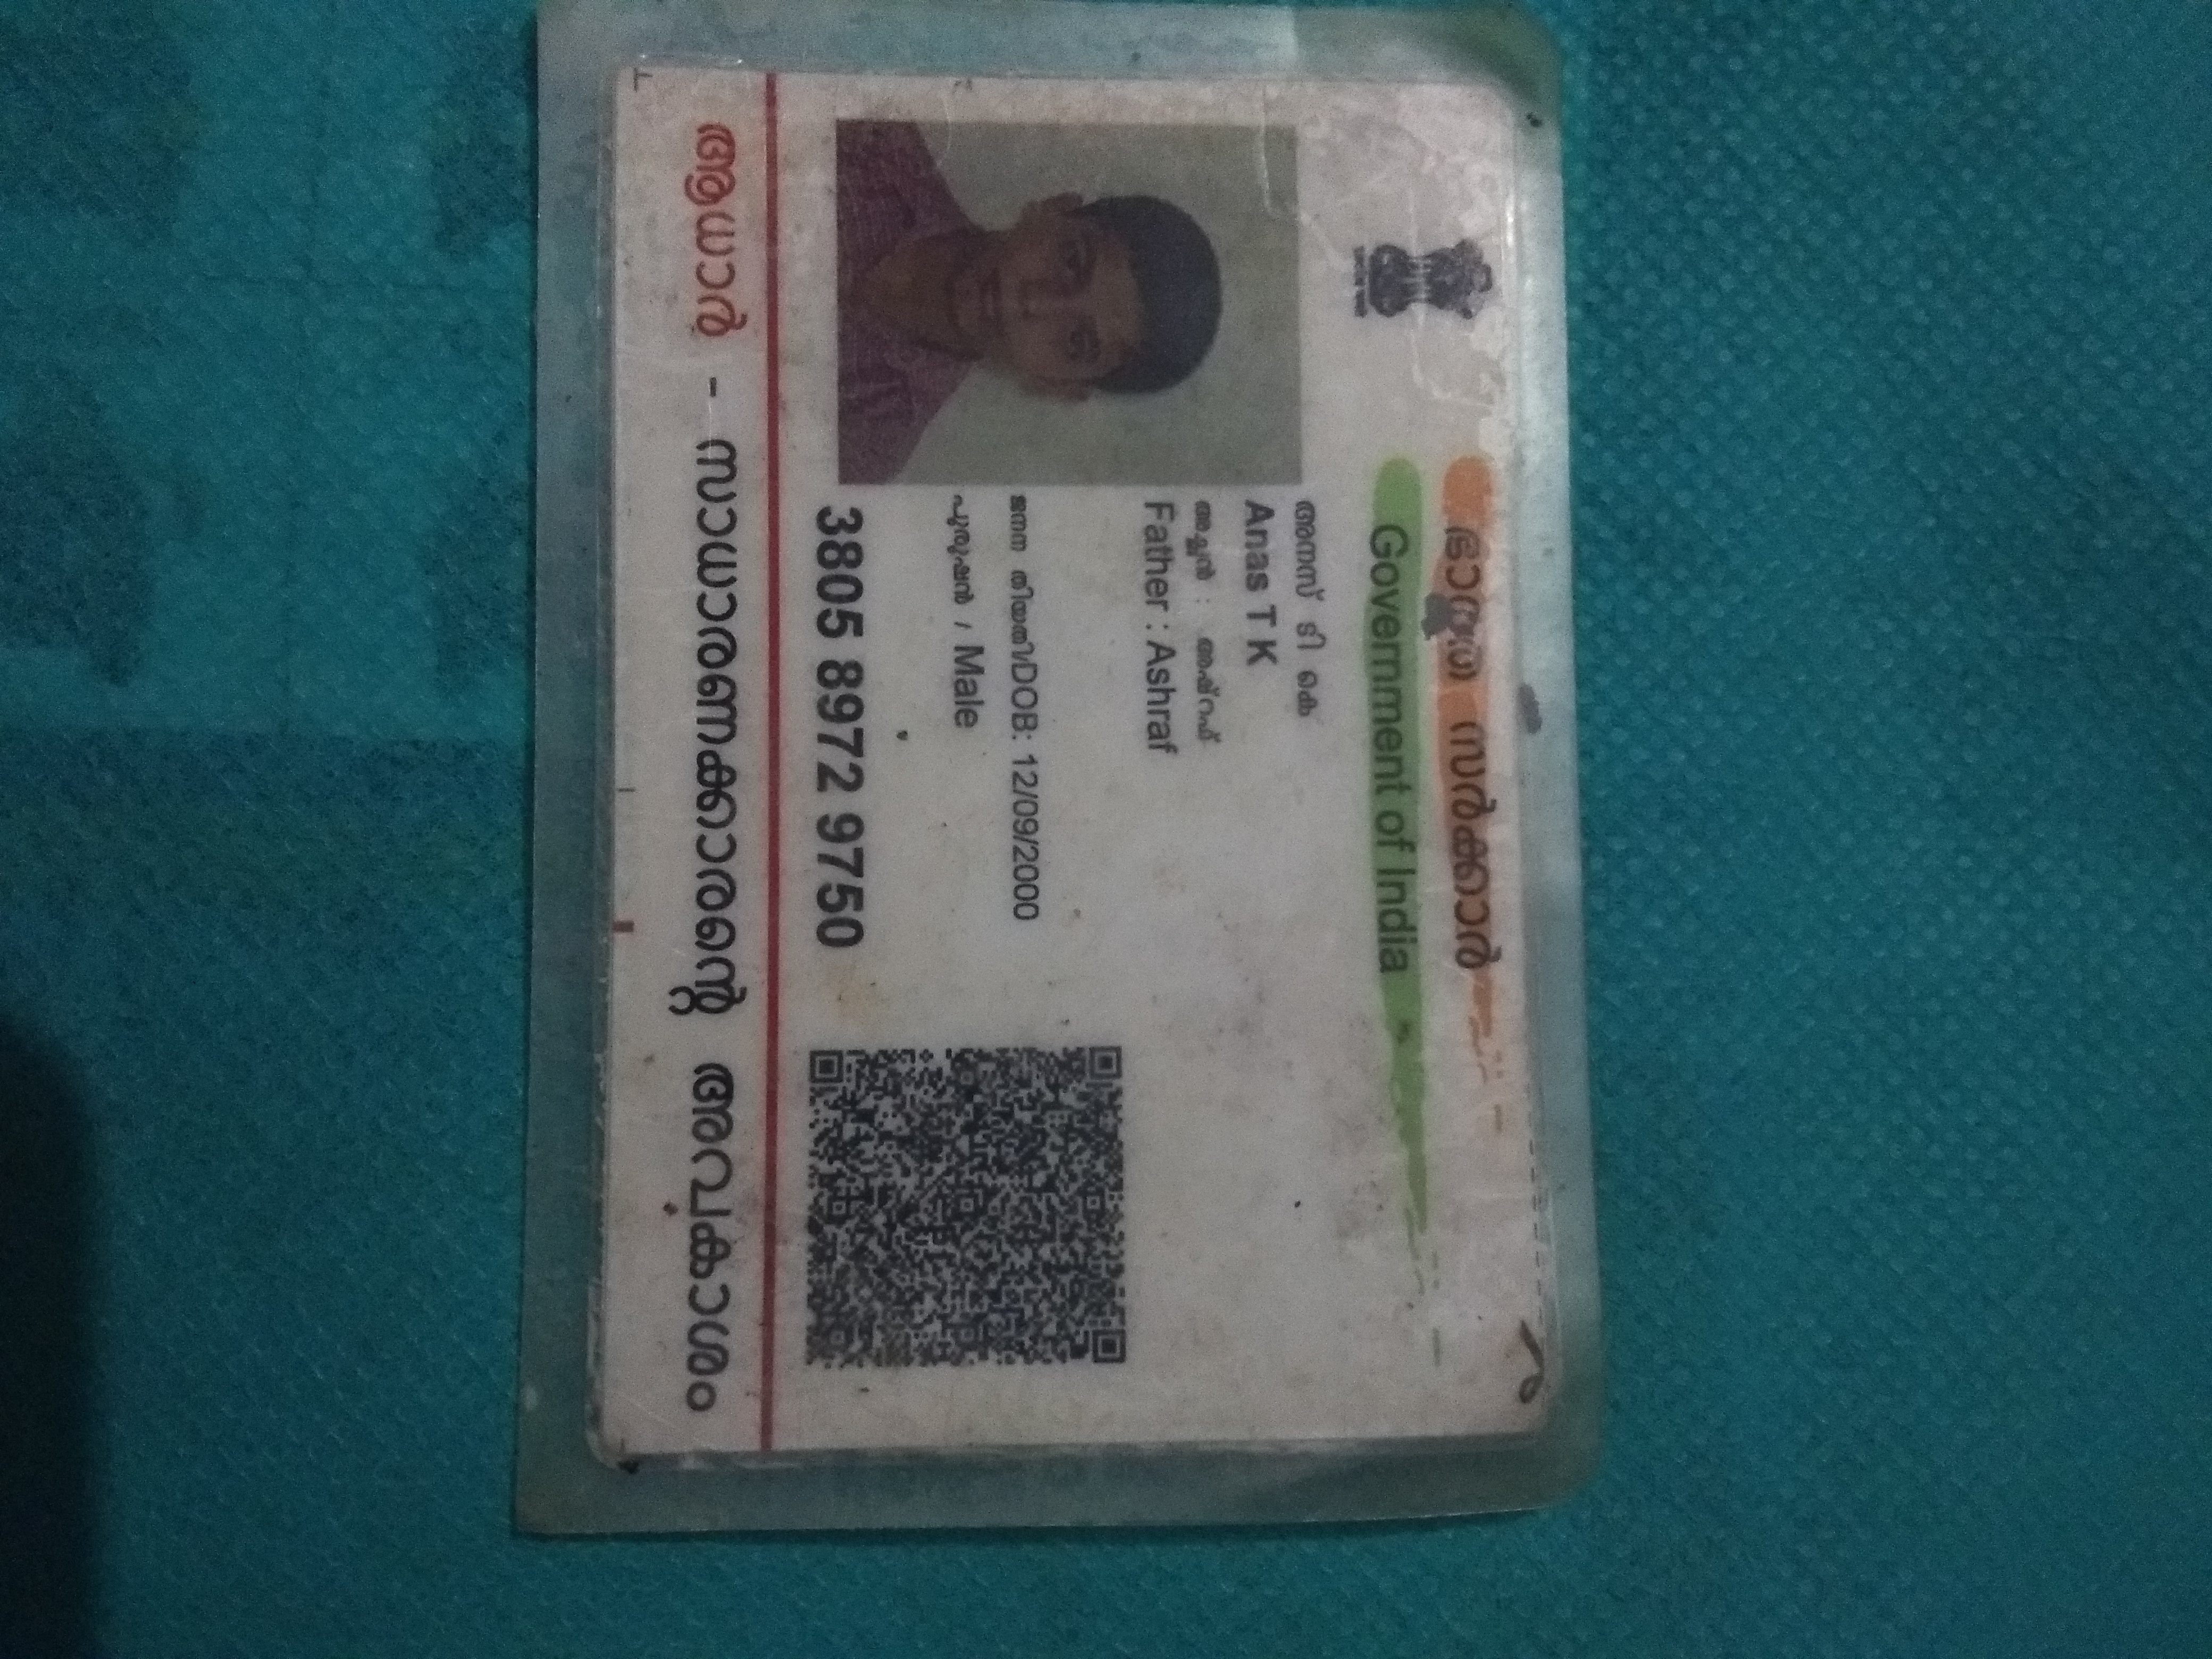 ഭാരത സർക്കാർ
Government of India
അനസ് ടി കെ
Anas T K
അച്ഛൻ : അഷ്റഫ്
Father : Ashraf
ജനന തിയതി/DOB: 12/09/2000
പുരുഷൻ / Male
3805 8972 9750
ആധാർ - സാധാരണക്കാരന്റെ അവകാശം